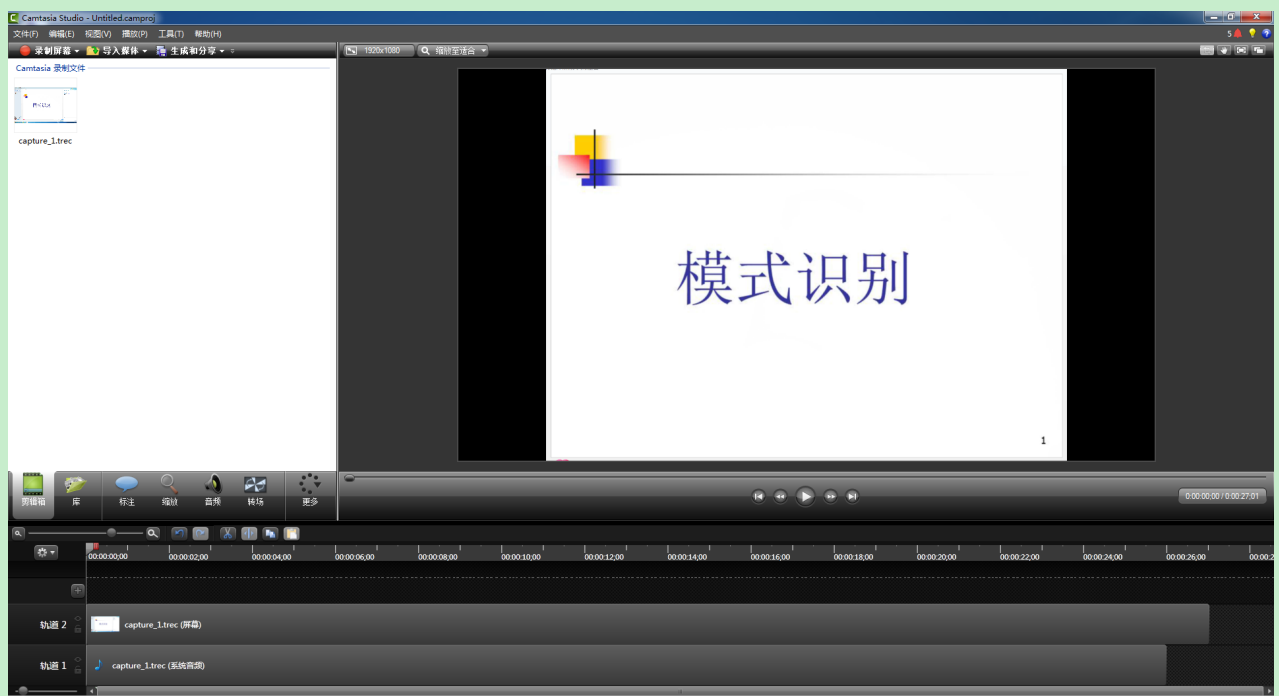 Camtasia Studio - Untitled.camproj
文件(F) 编辑(E) 视图(V) 播放(P) 工具(T) 帮助(H)
5
录制屏幕 导入媒体 生成和分享
1920x1080 缩放至适合
Camtasia 录制文件
capture_1.trec
模式识别
1
剪辑箱 库 标注 缩放 音频 转场 更多
0:00:00;00 / 0:00:27;01
00:00:00;00 00:00:02;00 00:00:04;00 00:00:06;00 00:00:08;00 00:00:10;00 00:00:12;00 00:00:14;00 00:00:16;00 00:00:18;00 00:00:20;00 00:00:22;00 00:00:24;00 00:00:26;00 00:00:2
轨道 2 capture_1.trec (屏幕)
轨道 1 capture_1.trec (系统音频)